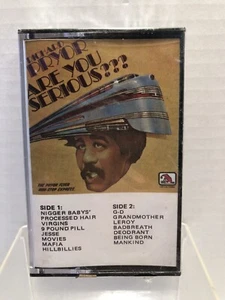 RICHARD
PRYOR
ARE YOU
SERIOUS???
SIDE 1:
NIGGER BABYS'
PROCESSED HAIR
VIRGINS
9 POUND PILL
JESSE
MOVIES
MAFIA
HILLBILLIES
SIDE 2:
G-D
GRANDMOTHER
LEROY
BADBREATH
DEODRANT
BEING BORN
MANKIND